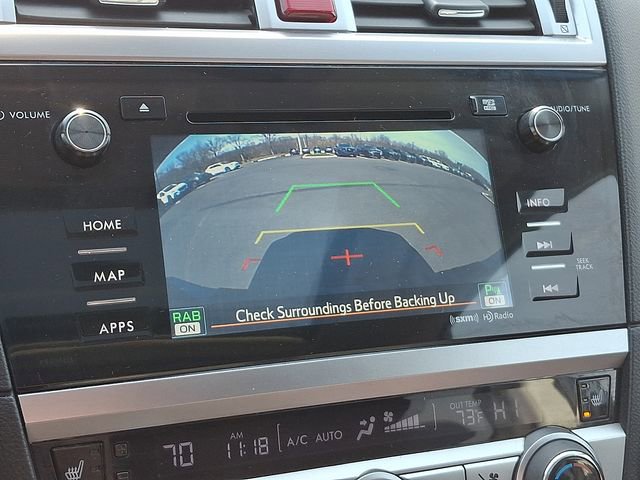 VOLUME
AUDIO/TUNE
HOME
MAP
APPS
INFO
SEEK
TRACK
RAB
ON
Check Surroundings Before Backing Up
ON
((sxm))
HD Radio
70
AM
11:18
A/C AUTO
OUT TEMP
73F
HI